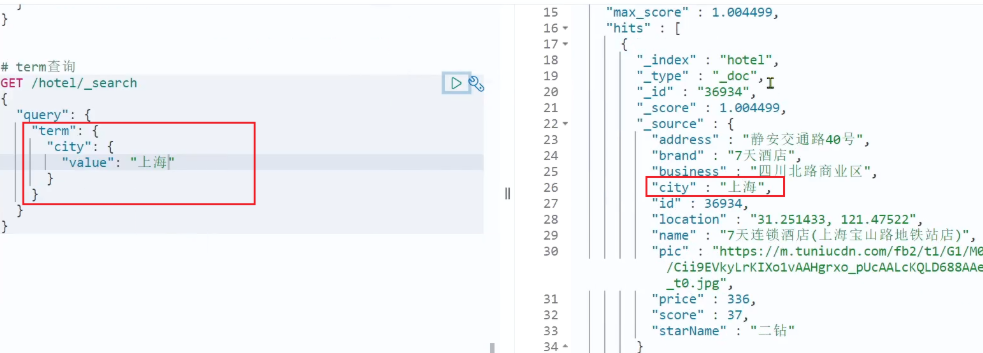 }
}
# term查询
GET /hotel/_search
{
"query": {
"term": {
"city": {
"value": "上海"
}
}
}
}
15 "max_score" : 1.004499,
16 "hits" : [
17 {
18 "_index" : "hotel",
19 "_type" : "_doc",
20 "_id" : "36934",
21 "_score" : 1.004499,
22 "_source" : {
23 "address" : "静安交通路40号",
24 "brand" : "7天酒店",
25 "business" : "四川北路商业区",
26 "city" : "上海",
27 "id" : 36934,
28 "location" : "31.251433, 121.47522",
29 "name" : "7天连锁酒店(上海宝山路地铁站店)",
30 "pic" : "https://m.tuniucdn.com/fb2/t1/G1/M0
/Cii9EVkyLrKIXo1vAAHgrxo_pUcAALcKQLD688AAe
_t0.jpg",
31 "price" : 336,
32 "score" : 37,
33 "starName" : "二钻"
34 }